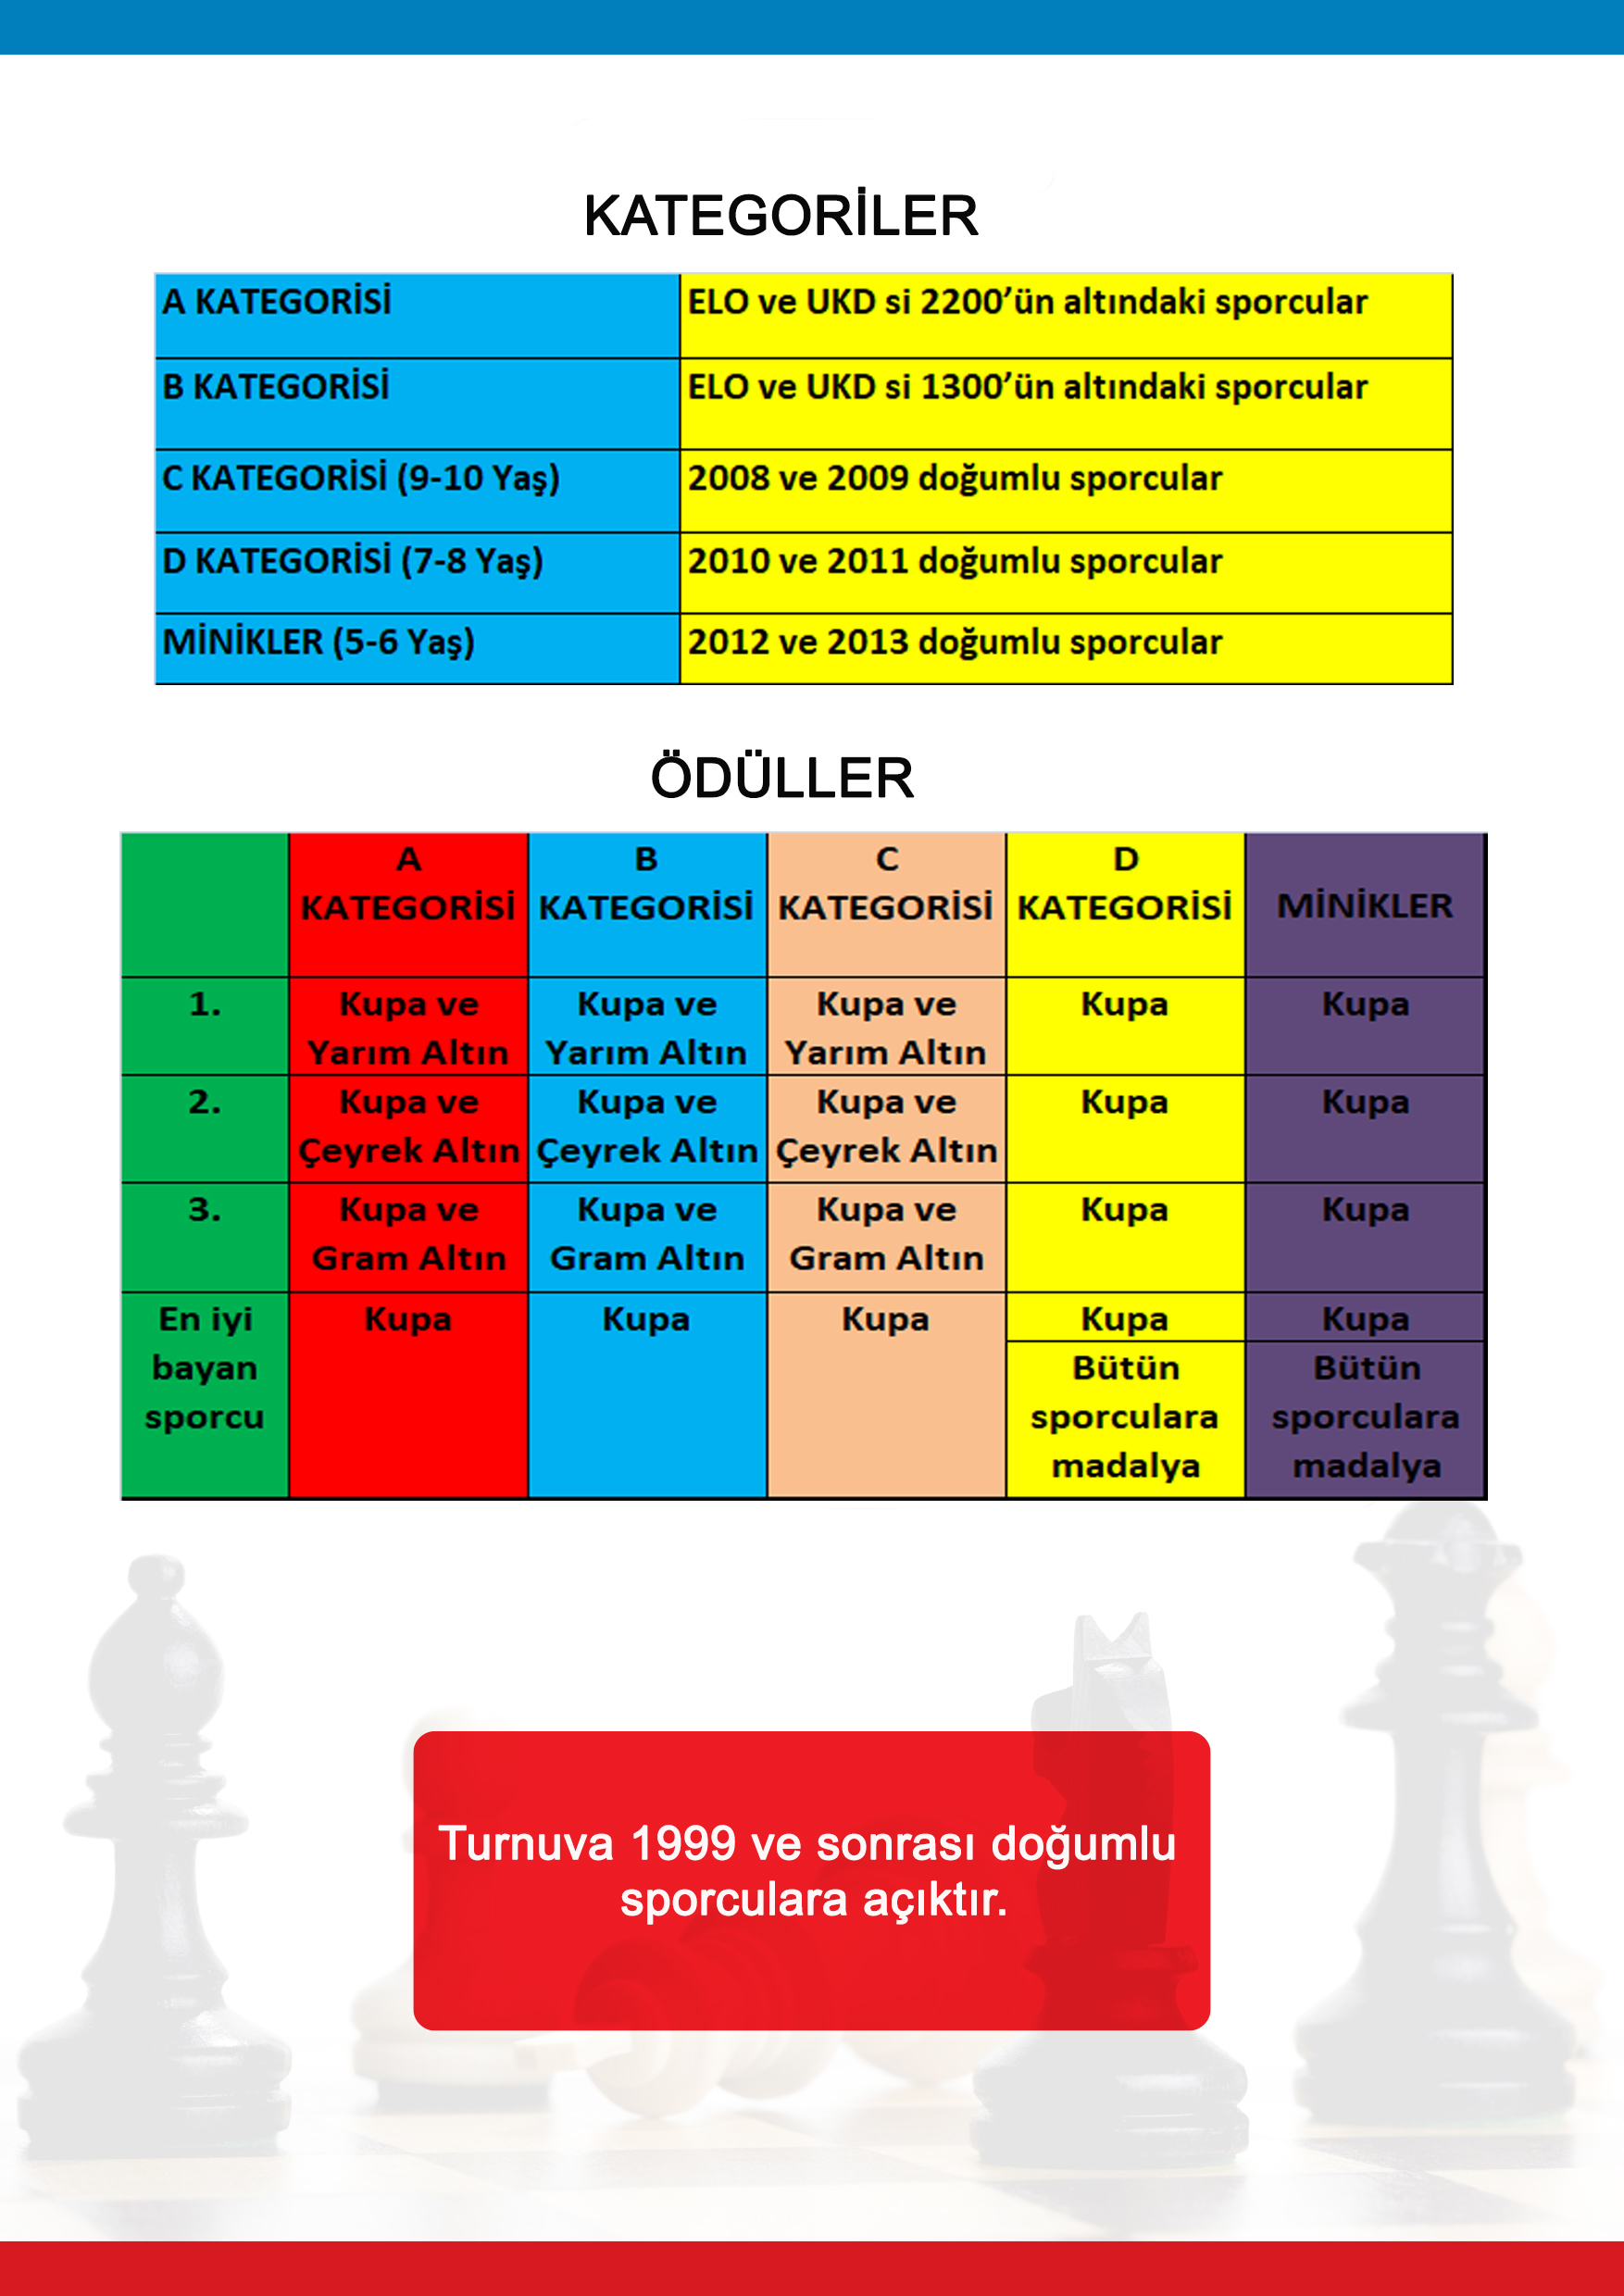 KATEGORİLER
A KATEGORİSİ ELO ve UKD si 2200’ün altındaki sporcular
B KATEGORİSİ ELO ve UKD si 1300’ün altındaki sporcular
C KATEGORİSİ (9-10 Yaş) 2008 ve 2009 doğumlu sporcular
D KATEGORİSİ (7-8 Yaş) 2010 ve 2011 doğumlu sporcular
MİNİKLER (5-6 Yaş) 2012 ve 2013 doğumlu sporcular
ÖDÜLLER
A B C D
KATEGORİSİ KATEGORİSİ KATEGORİSİ KATEGORİSİ MİNİKLER
1. Kupa ve Kupa ve Kupa ve Kupa Kupa
Yarım Altın Yarım Altın Yarım Altın
2. Kupa ve Kupa ve Kupa ve Kupa Kupa
Çeyrek Altın Çeyrek Altın Çeyrek Altın
3. Kupa ve Kupa ve Kupa ve Kupa Kupa
Gram Altın Gram Altın Gram Altın
En iyi Kupa Kupa Kupa Kupa Kupa
bayan Bütün Bütün
sporcu sporculara sporculara
madalya madalya
Turnuva 1999 ve sonrası doğumlu
sporculara açıktır.